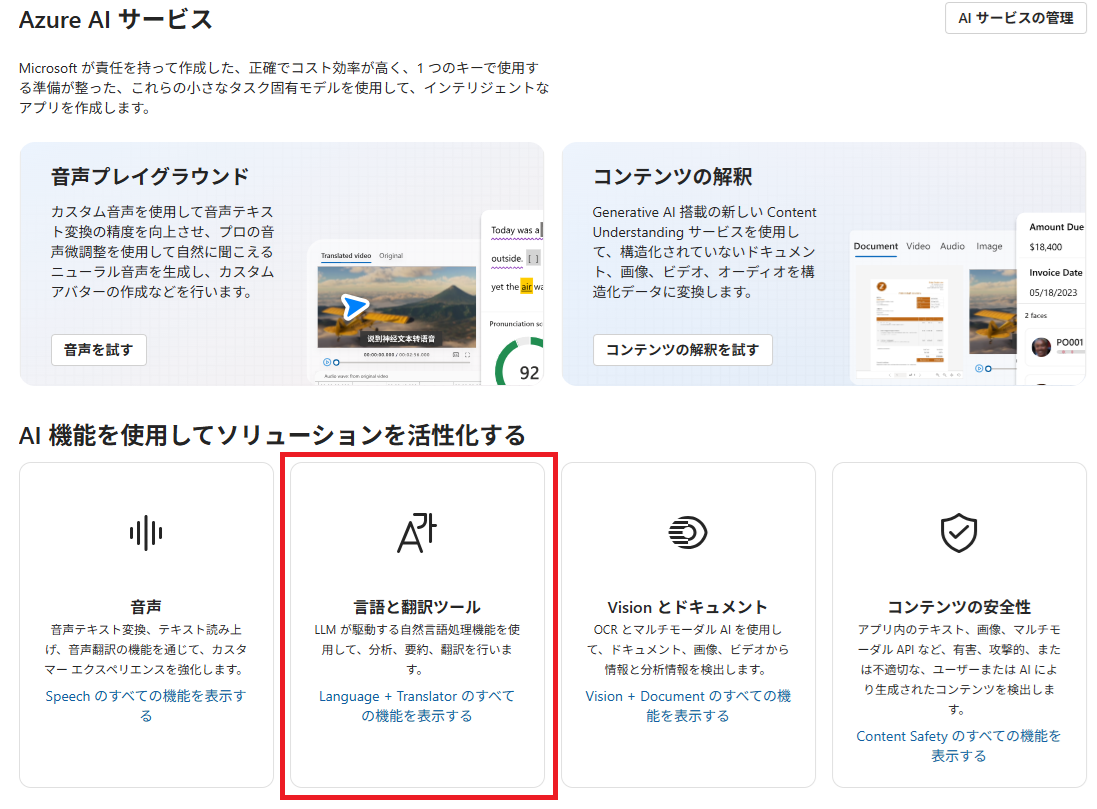 Azure AI サービス
AI サービスの管理
Microsoft が責任を持って作成した、正確でコスト効率が高く、1 つのキーで使用す
る準備が整った、これらの小さなタスク固有モデルを使用して、インテリジェントな
アプリを作成します。
音声プレイグラウンド
カスタム音声を使用して音声テキス
ト変換の精度を向上させ、プロの音
声微調整を使用して自然に聞こえる
ニューラル音声を生成し、カスタム
アバターの作成などを行います。
音声を試す
Translated video Original
说到神经文本转语音
00:00:00.000 / 00:02:56.000
Audio wave from original video
Today was a
outside. [ ]
yet the air wa
Pronunciation sc
92
コンテンツの解釈
Generative AI 搭載の新しい Content
Understanding サービスを使用し
て、構造化されていないドキュメン
ト、画像、ビデオ、オーディオを構
造化データに変換します。
コンテンツの解釈を試す
Document Video Audio Image
Amount Due
$18,400
Invoice Date
05/18/2023
2 faces
PO001
AI 機能を使用してソリューションを活性化する
音声
音声テキスト変換、テキスト読み上
げ、音声翻訳の機能を通じて、カスタ
マー エクスペリエンスを強化します。
Speech のすべての機能を表示す
る
言語と翻訳ツール
LLM が駆動する自然言語処理機能を使
用して、分析、要約、翻訳を行いま
す。
Language + Translator のすべて
の機能を表示する
Vision とドキュメント
OCR とマルチモーダル AI を使用し
て、ドキュメント、画像、ビデオから
情報と分析情報を検出します。
Vision + Document のすべての機
能を表示する
コンテンツの安全性
アプリ内のテキスト、画像、マルチモ
ーダル API など、有害、攻撃的、また
は不適切な、ユーザーまたは AI によ
り生成されたコンテンツを検出しま
す。
Content Safety のすべての機能を
表示する